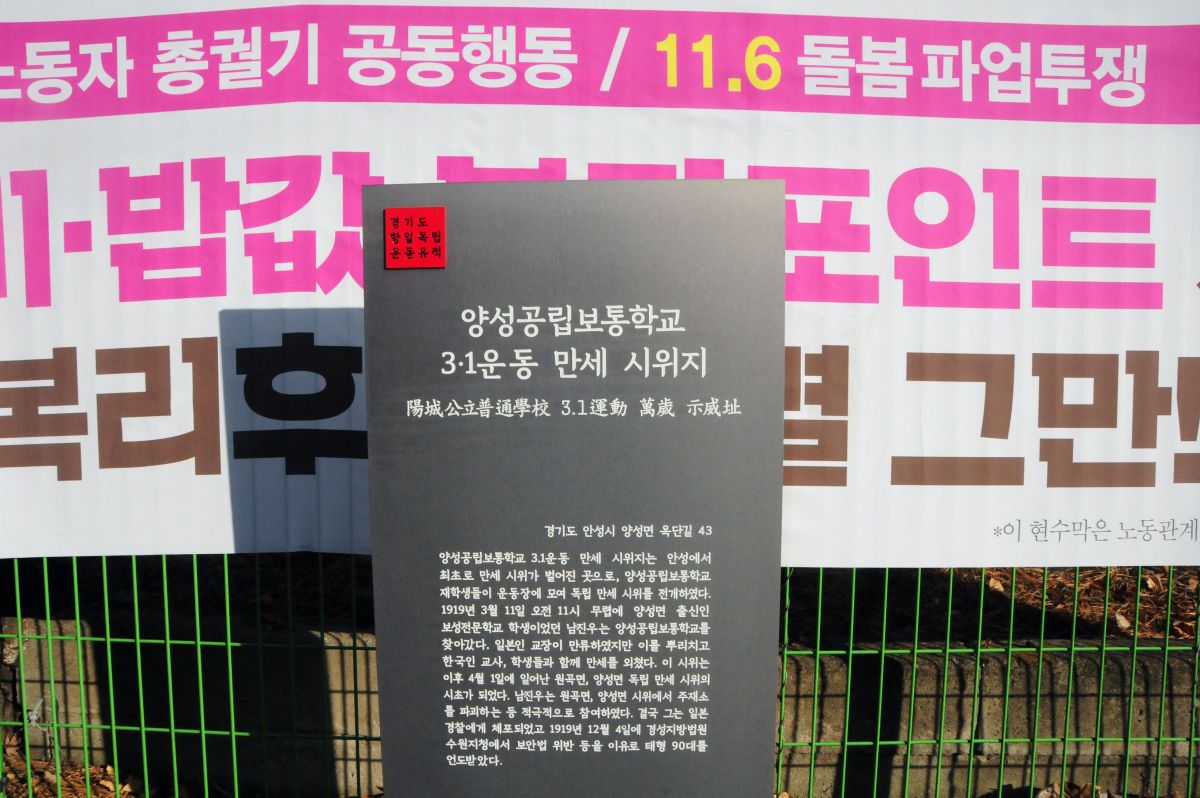 노동자 총궐기 공동행동 / 11.6 돌봄 파업투쟁
·밥값 포인트
복리후 별 그만
*이 현수막은 노동관계
경기도
항일독립
운동유적
양성공립보통학교
3·1운동 만세 시위지
陽城公立普通學校 3.1運動 萬歲 示威址
경기도 안성시 양성면 옥단길 43
양성공립보통학교 3.1운동 만세 시위지는 안성에서
최초로 만세 시위가 벌어진 곳으로, 양성공립보통학교
재학생들이 운동장에 모여 독립 만세 시위를 전개하였다.
1919년 3월 11일 오전 11시 무렵에 양성면 출신인
보성전문학교 학생이었던 남진우는 양성공립보통학교를
찾아갔다. 일본인 교장이 만류하였지만 이를 뿌리치고
한국인 교사, 학생들과 함께 만세를 외쳤다. 이 시위는
이후 4월 1일에 일어난 원곡면, 양성면 독립 만세 시위의
시초가 되었다. 남진우는 원곡면, 양성면 시위에서 주재소
를 파괴하는 등 적극적으로 참여하였다. 결국 그는 일본
경찰에게 체포되었고 1919년 12월 4일에 경성지방법원
수원지청에서 보안법 위반 등을 이유로 태형 90대를
언도받았다.